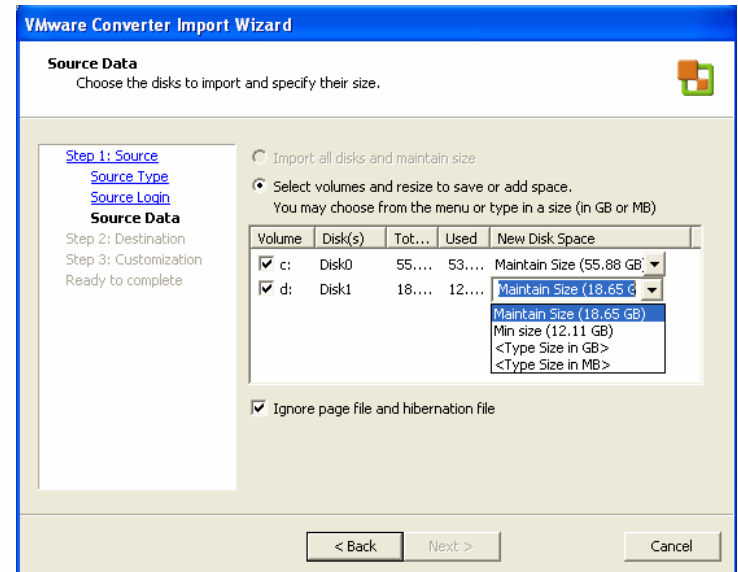 VMware Converter Import Wizard
Source Data
Choose the disks to import and specify their size.
Step 1: Source
Source Type
Source Login
Source Data
Step 2: Destination
Step 3: Customization
Ready to complete
Import all disks and maintain size
Select volumes and resize to save or add space.
You may choose from the menu or type in a size (in GB or MB)
Volume Disk(s) Tot... Used New Disk Space
c: Disk0 55.... 53.... Maintain Size (55.88 GB)
d: Disk1 18.... 12.... Maintain Size (18.65 G
Maintain Size (18.65 GB)
Min size (12.11 GB)
<Type Size in GB>
<Type Size in MB>
Ignore page file and hibernation file
< Back Next > Cancel